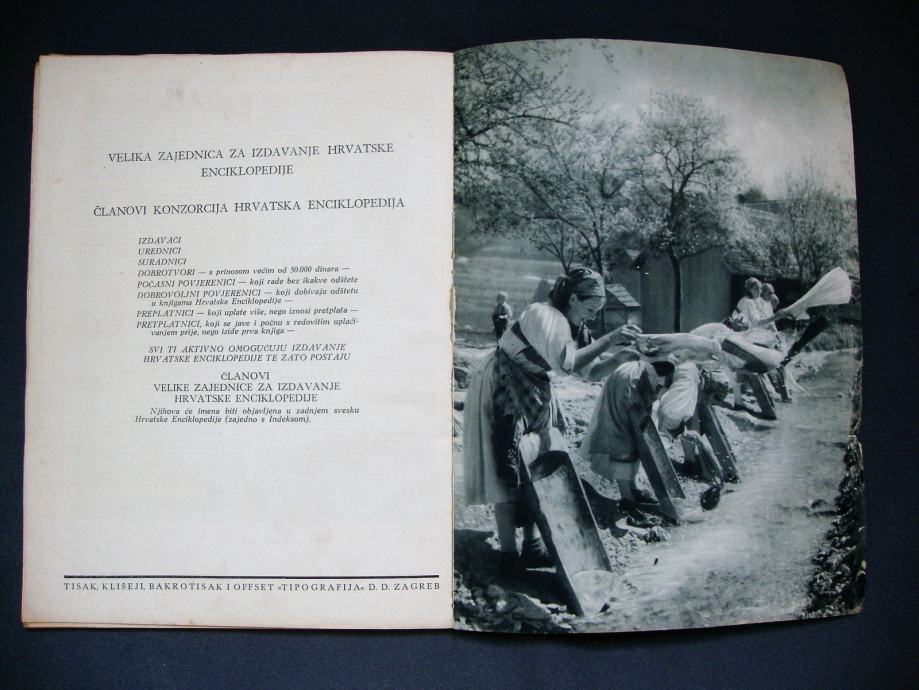 VELIKA ZAJEDNICA ZA IZDAVANJE HRVATSKE
ENCIKLOPEDIJE
ČLANOVI KONZORCIJA HRVATSKA ENCIKLOPEDIJA
IZDAVAČI
UREDNICI
SURADNICI
DOBROTVORI — s prinosom većim od 50.000 dinara —
POČASNI POVJERENICI — koji rade bez ikakve odštete
DOBROVOLJNI POVJERENICI — koji dobivaju odštetu
u knjigama Hrvatske Enciklopedije —
PREPLATNICI — koji uplate više, nego iznosi pretplata —
PRETPLATNICI, koji se jave i počnu s redovitim uplaći-
vanjem prije, nego iziđe prva knjiga —
SVI TI AKTIVNO OMOGUĆUJU IZDAVANJE
HRVATSKE ENCIKLOPEDIJE TE ZATO POSTAJU
ČLANOVI
VELIKE ZAJEDNICE ZA IZDAVANJE
HRVATSKE ENCIKLOPEDIJE
Njihova će imena biti objavljena u zadnjem svesku
Hrvatske Enciklopedije (zajedno s Indeksom).
TISAK, KLIŠEJI, BAKROTISAK I OFFSET »TIPOGRAFIJA« D. D. ZAGREB